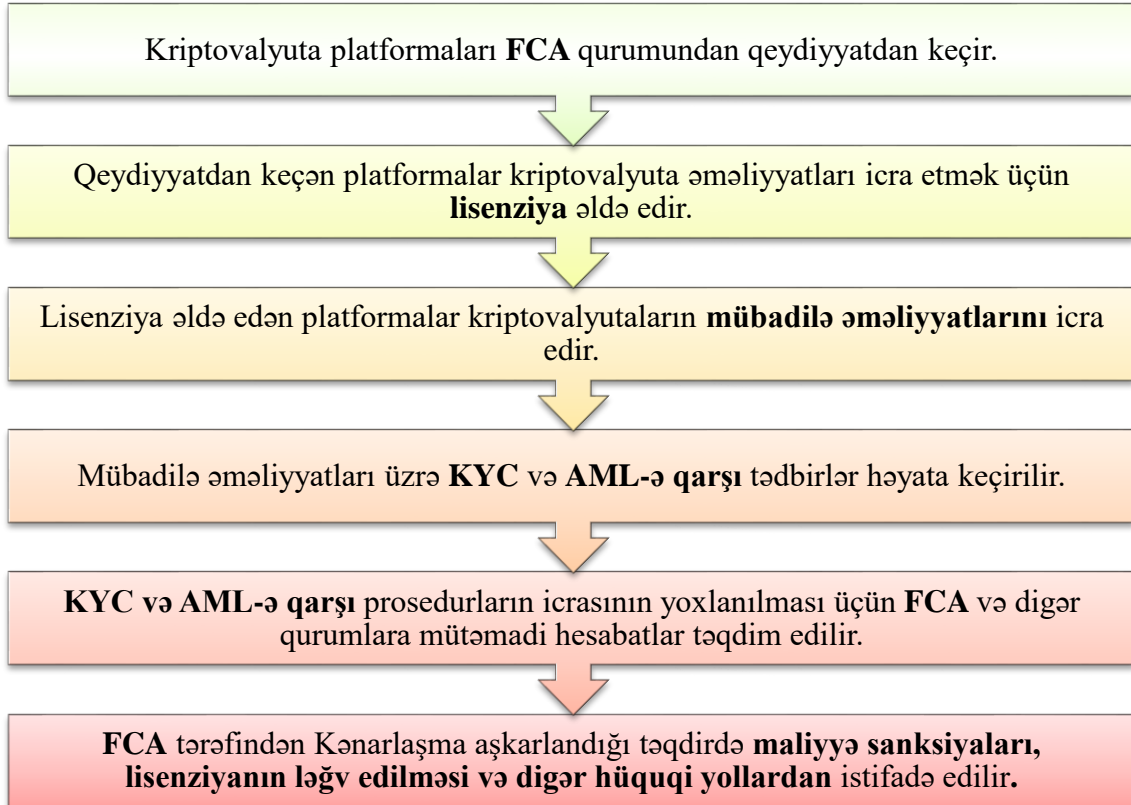 Kriptovalyuta platformaları FCA qurumundan qeydiyyatdan keçir.
Qeydiyyatdan keçən platformalar kriptovalyuta əməliyyatları icra etmək üçün
lisenziya əldə edir.
Lisenziya əldə edən platformalar kriptovalyutaların mübadilə əməliyyatlarını icra
edir.
Mübadilə əməliyyatları üzrə KYC və AML-ə qarşı tədbirlər həyata keçirilir.
KYC və AML-ə qarşı prosedurların icrasının yoxlanılması üçün FCA və digər
qurumlara mütəmadi hesabatlar təqdim edilir.
FCA tərəfindən Kənarlaşma aşkarlandığı təqdirdə maliyyə sanksiyaları,
lisenziyanın ləğv edilməsi və digər hüquqi yollardan istifadə edilir.